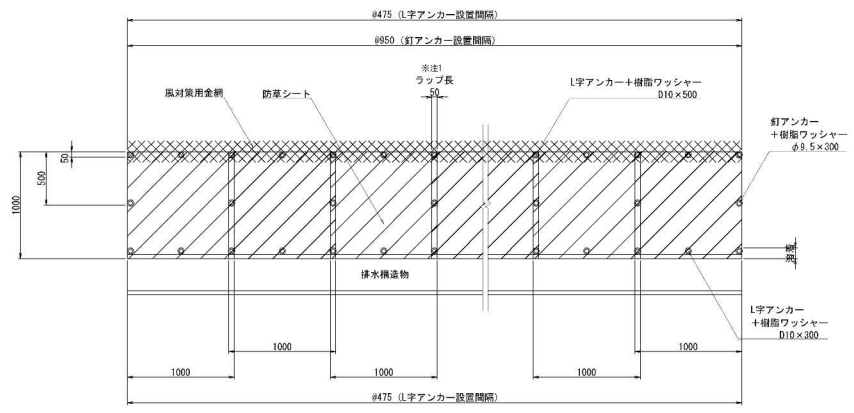 @475（L字アンカー設置間隔）
@950（釘アンカー設置間隔）
※注1
ラップ長
50
風対策用金網
防草シート
L字アンカー＋樹脂ワッシャー
D10×500
釘アンカー
＋樹脂ワッシャー
φ9.5×300
50
500
1000
排水構造物
L字アンカー
＋樹脂ワッシャー
D10×300
1000
1000
1000
1000
1000
@475（L字アンカー設置間隔）